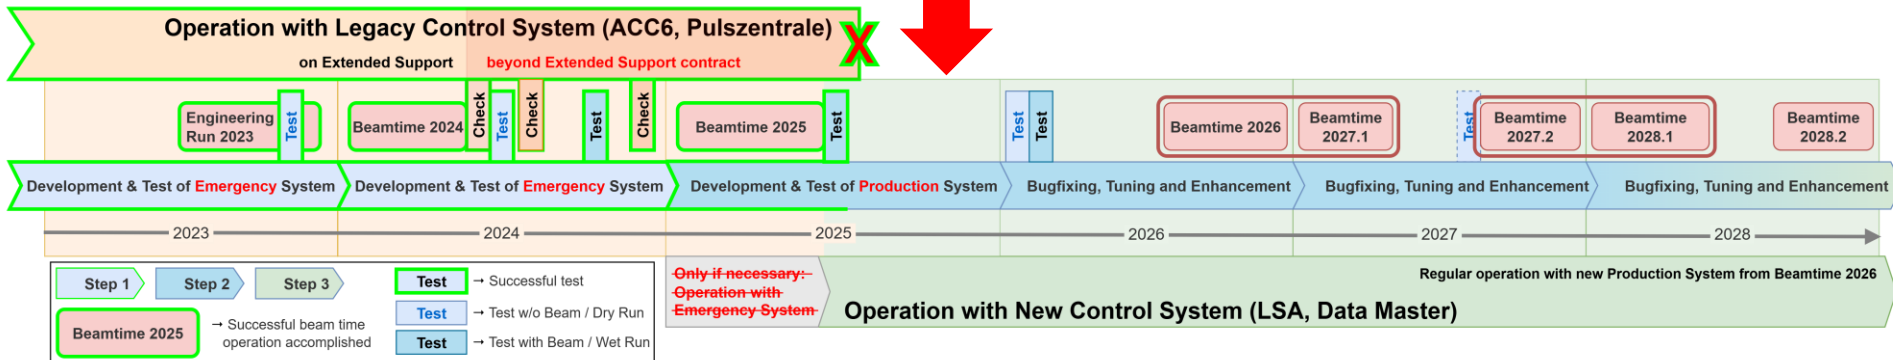 Operation with Legacy Control System (ACC6, Pulszentrale)
X
on Extended Support
beyond Extended Support contract
Engineering
Run 2023
Test
Beamtime 2024
Check
Test
Check
Test
Check
Beamtime 2025
Test
Test
Test
Beamtime 2026
Beamtime
2027.1
Test
Beamtime
2027.2
Beamtime
2028.1
Beamtime
2028.2
Development & Test of Emergency System
Development & Test of Emergency System
Development & Test of Production System
Bugfixing, Tuning and Enhancement
Bugfixing, Tuning and Enhancement
Bugfixing, Tuning and Enhancement
2023
2024
2025
2026
2027
2028
Step 1
Step 2
Step 3
Beamtime 2025
→ Successful beam time
operation accomplished
Test
→ Successful test
Test
→ Test w/o Beam / Dry Run
Test
→ Test with Beam / Wet Run
Only if necessary:
Operation with
Emergency System
Regular operation with new Production System from Beamtime 2026
Operation with New Control System (LSA, Data Master)